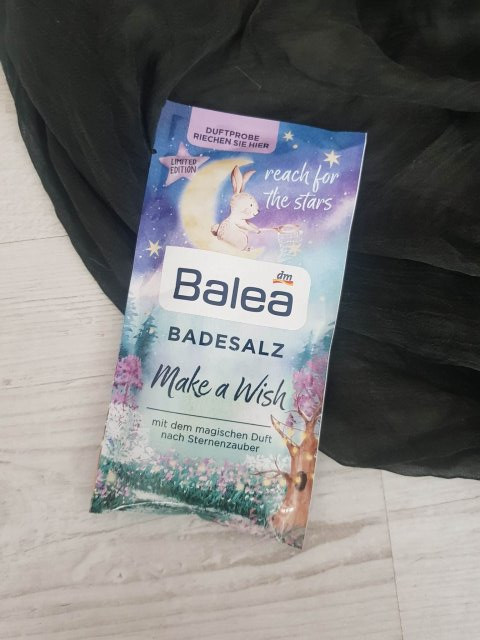 DUFTPROBE
RIECHEN SIE HIER
LIMITED
EDITION
reach for
the stars
dm
Balea
BADESALZ
Make a Wish
mit dem magischen Duft
nach Sternenzauber